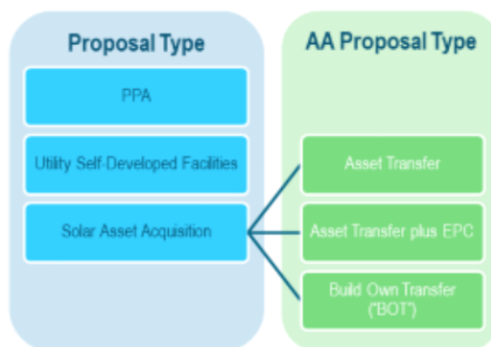 Proposal Type
AA Proposal Type
PPA
Utility Self-Developed Facilities
Asset Transfer
Solar Asset Acquisition
Asset Transfer plus EPC
Build Own Transfer
("BOT")